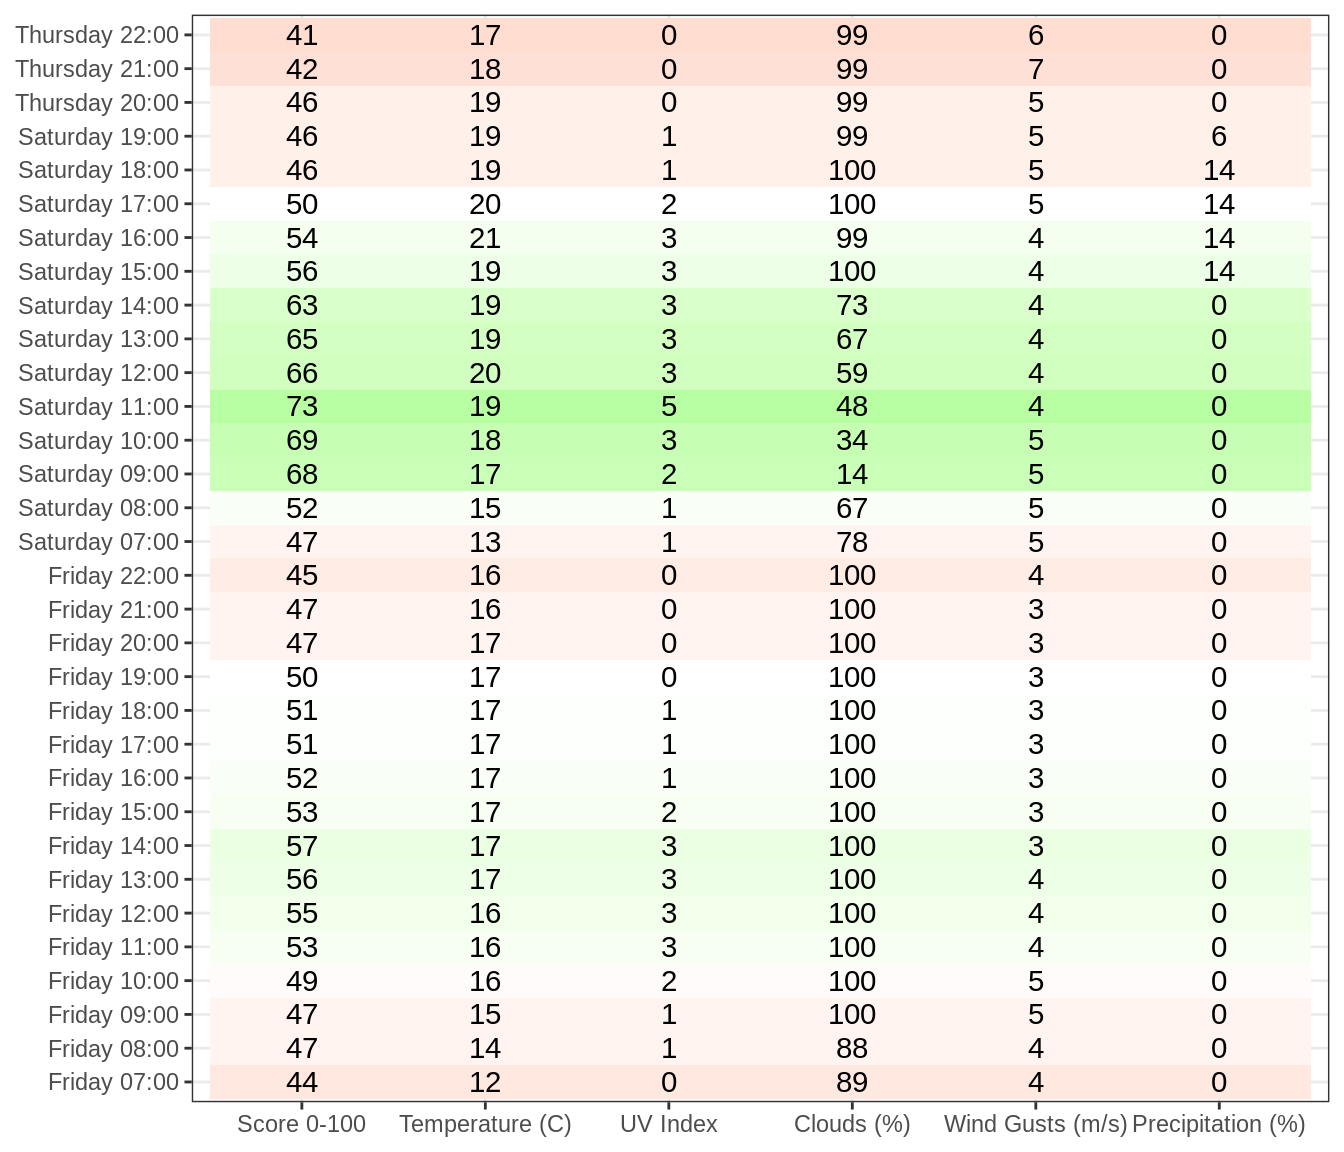 Thursday 22:00 41 17 0 99 6 0
Thursday 21:00 42 18 0 99 7 0
Thursday 20:00 46 19 0 99 5 0
Saturday 19:00 46 19 1 99 5 6
Saturday 18:00 46 19 1 100 5 14
Saturday 17:00 50 20 2 100 5 14
Saturday 16:00 54 21 3 99 4 14
Saturday 15:00 56 19 3 100 4 14
Saturday 14:00 63 19 3 73 4 0
Saturday 13:00 65 19 3 67 4 0
Saturday 12:00 66 20 3 59 4 0
Saturday 11:00 73 19 5 48 4 0
Saturday 10:00 69 18 3 34 5 0
Saturday 09:00 68 17 2 14 5 0
Saturday 08:00 52 15 1 67 5 0
Saturday 07:00 47 13 1 78 5 0
Friday 22:00 45 16 0 100 4 0
Friday 21:00 47 16 0 100 3 0
Friday 20:00 47 17 0 100 3 0
Friday 19:00 50 17 0 100 3 0
Friday 18:00 51 17 1 100 3 0
Friday 17:00 51 17 1 100 3 0
Friday 16:00 52 17 1 100 3 0
Friday 15:00 53 17 2 100 3 0
Friday 14:00 57 17 3 100 3 0
Friday 13:00 56 17 3 100 4 0
Friday 12:00 55 16 3 100 4 0
Friday 11:00 53 16 3 100 4 0
Friday 10:00 49 16 2 100 5 0
Friday 09:00 47 15 1 100 5 0
Friday 08:00 47 14 1 88 4 0
Friday 07:00 44 12 0 89 4 0
Score 0-100 Temperature (C) UV Index Clouds (%) Wind Gusts (m/s) Precipitation (%)